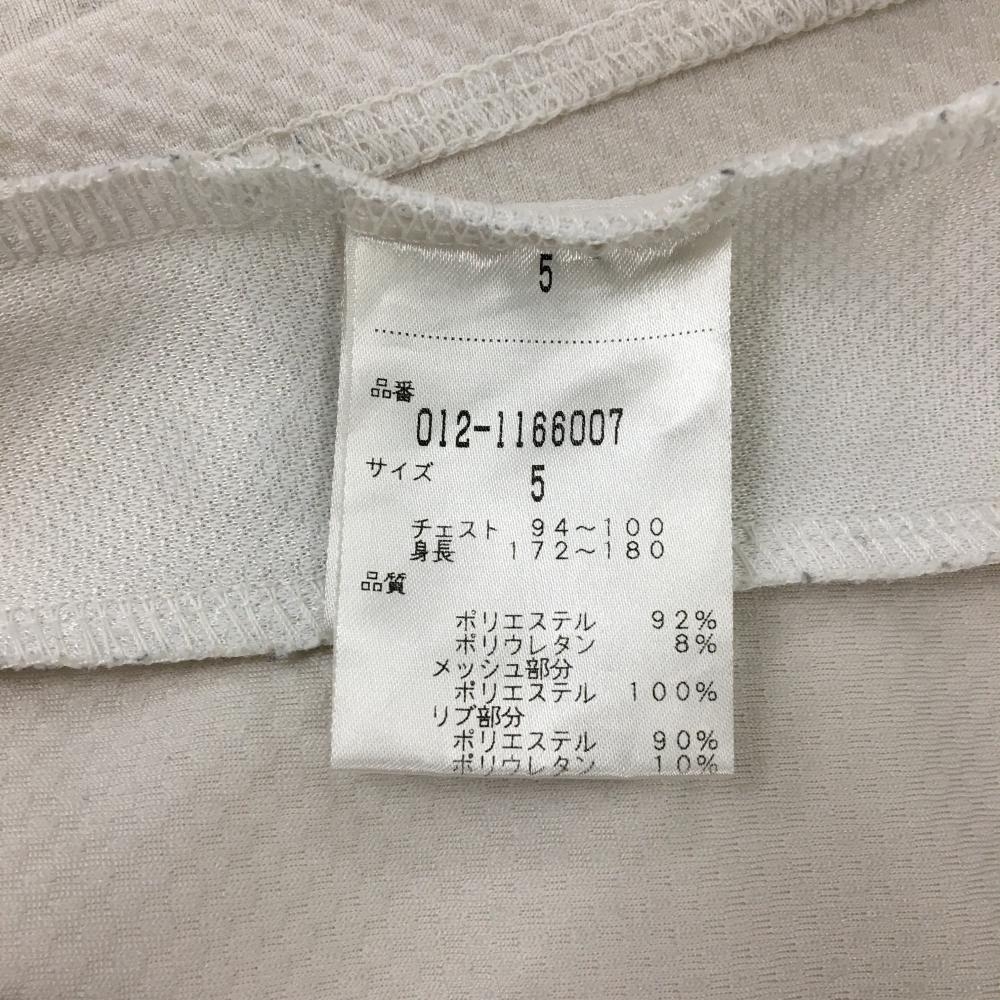 5
品番
012-1166007
サイズ 5
チェスト 94～100
身長 172～180
品質
ポリエステル 92%
ポリウレタン 8%
メッシュ部分
ポリエステル 100%
リブ部分
ポリエステル 90%
ポリウレタン 10%